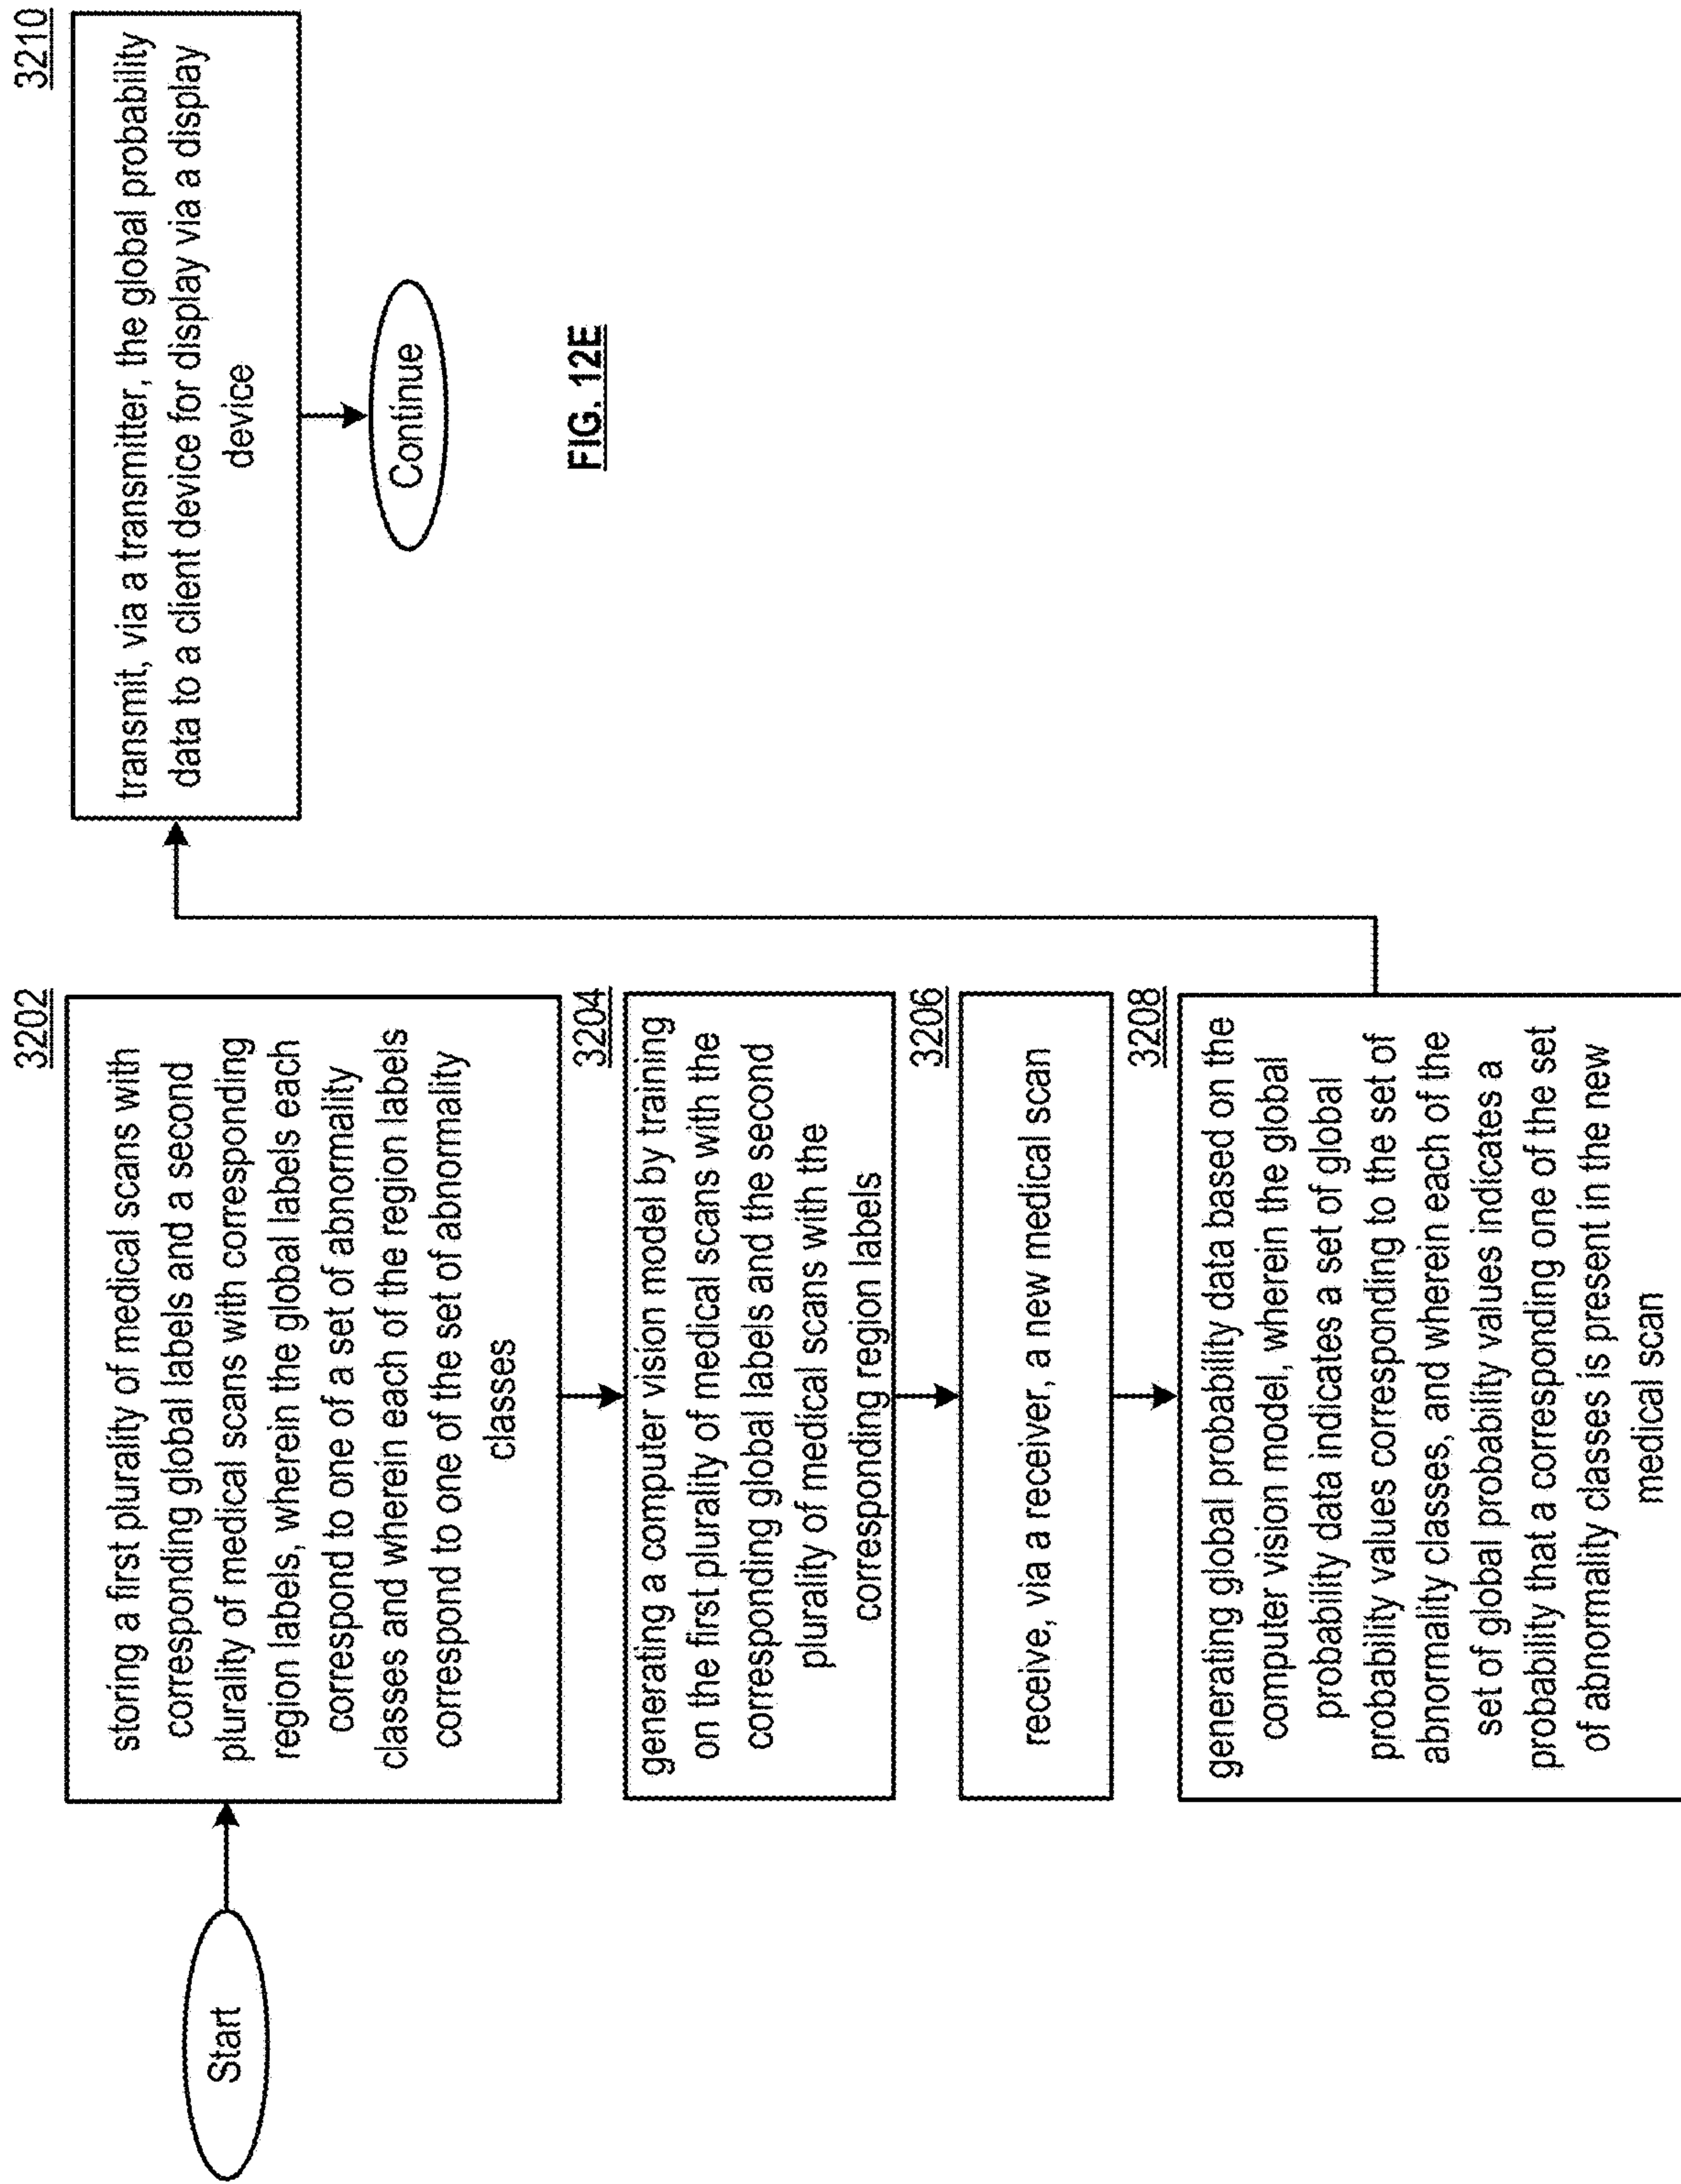 Start
3202
storing a first plurality of medical scans with
corresponding global labels and a second
plurality of medical scans with corresponding
region labels, wherein the global labels each
correspond to one of a set of abnormality
classes and wherein each of the region labels
correspond to one of the set of abnormality
classes
3204
generating a computer vision model by training
on the first plurality of medical scans with the
corresponding global labels and the second
plurality of medical scans with the
corresponding region labels
3206
receive, via a receiver, a new medical scan
3208
generating global probability data based on the
computer vision model, wherein the global
probability data indicates a set of global
probability values corresponding to the set of
abnormality classes, and wherein each of the
set of global probability values indicates a
probability that a corresponding one of the set
of abnormality classes is present in the new
medical scan
3210
transmit, via a transmitter, the global probability
data to a client device for display via a display
device
Continue
FIG. 12E